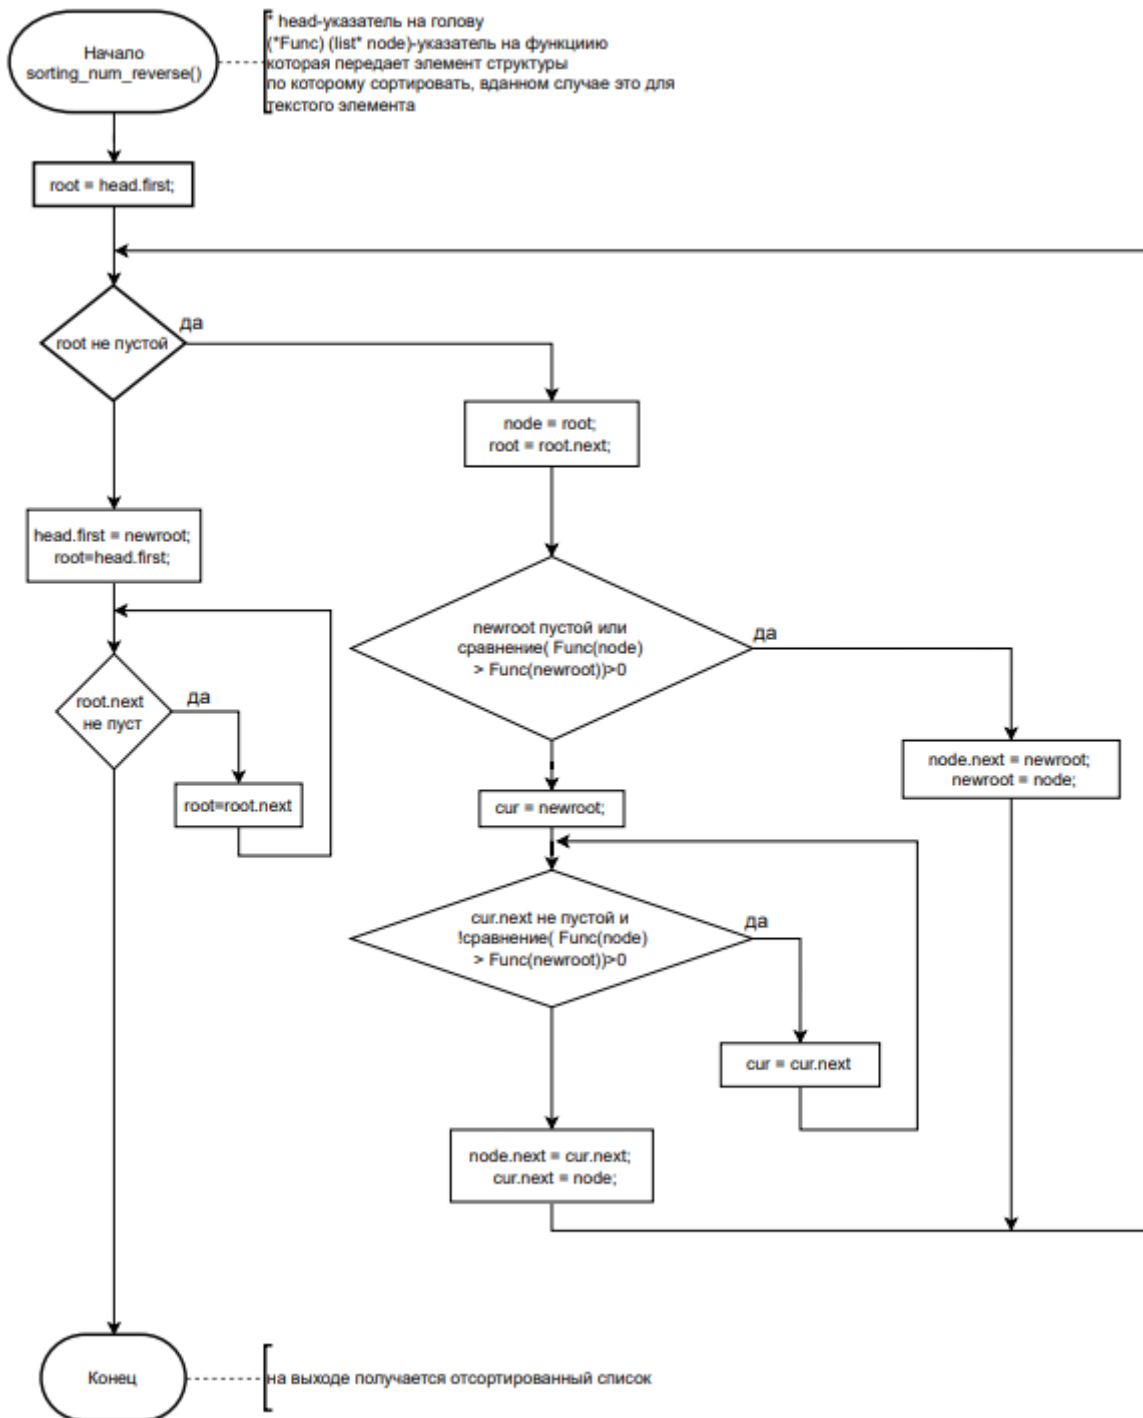 Начало
sorting_num_reverse()
* head-указатель на голову
(*Func) (list* node)-указатель на функциию
которая передает элемент структуры
по которому сортировать, вданном случае это для
текстого элемента
root = head.first;
root не пустой
да
node = root;
root = root.next;
head.first = newroot;
root=head.first;
newroot пустой или
сравнение( Func(node)
> Func(newroot))>0
да
root.next
не пуст
да
node.next = newroot;
newroot = node;
root=root.next
cur = newroot;
cur.next не пустой и
!сравнение( Func(node)
> Func(newroot))>0
да
cur = cur.next
node.next = cur.next;
cur.next = node;
Конец
на выходе получается отсортированный список